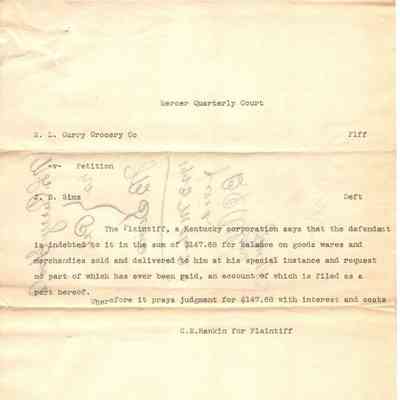 Mercer Quarterly Court
E. L. Curry Grocery Co Plff
-v- Petition
J. D. Sims Deft
The Plaintiff, a Kentucky corporation says that the defendant
is indebted to it in the sum of $147.68 for balance on goods wares and
merchandise sold and delivered to him at his special instance and request
no part of which has ever been paid, an account of which is filed as a
part hereof.
Wherefore it prays judgment for $147.68 with interest and costs
C.E.Rankin for Plaintiff